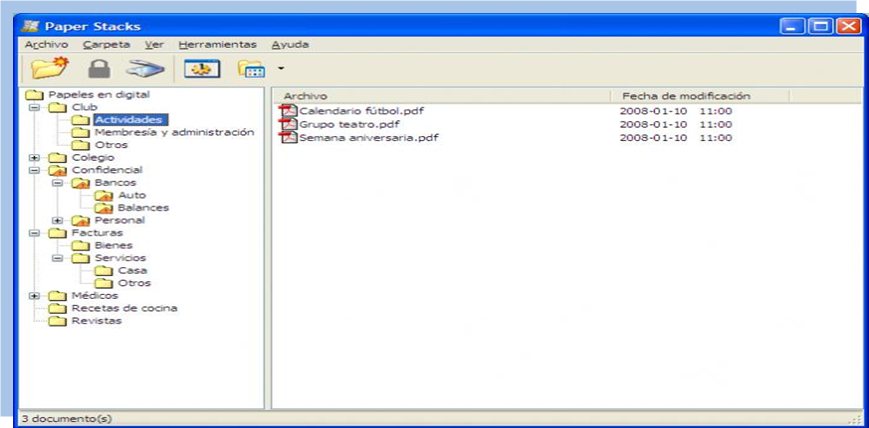 Paper Stacks
Archivo Carpeta Ver Herramientas Ayuda
Papeles en digital
Club
Actividades
Membresía y administración
Otros
Colegio
Confidencial
Bancos
Auto
Balances
Personal
Facturas
Bienes
Servicios
Casa
Otros
Médicos
Recetas de cocina
Revistas
Archivo Fecha de modificación
Calendario fútbol.pdf 2008-01-10 11:00
Grupo teatro.pdf 2008-01-10 11:00
Semana aniversaria.pdf 2008-01-10 11:00
3 documento(s)